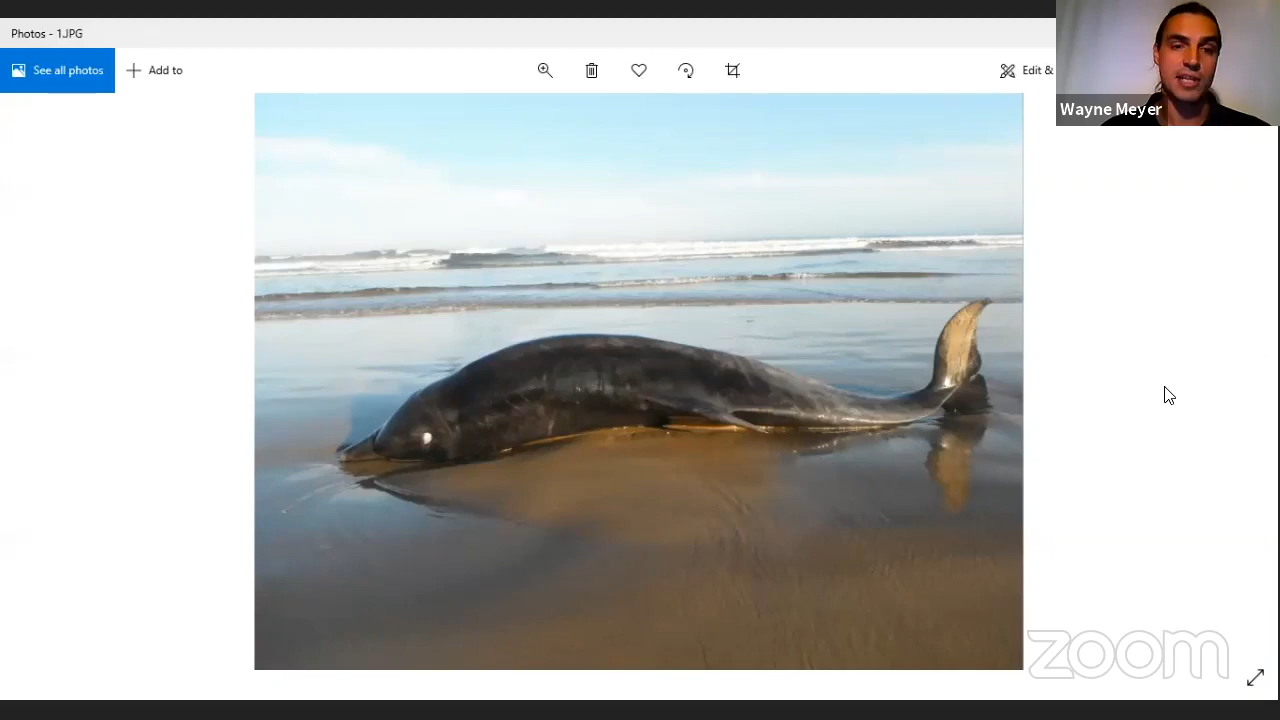 Photos - 1.JPG
See all photos
Add to
Edit &
Wayne Meyer
zoom